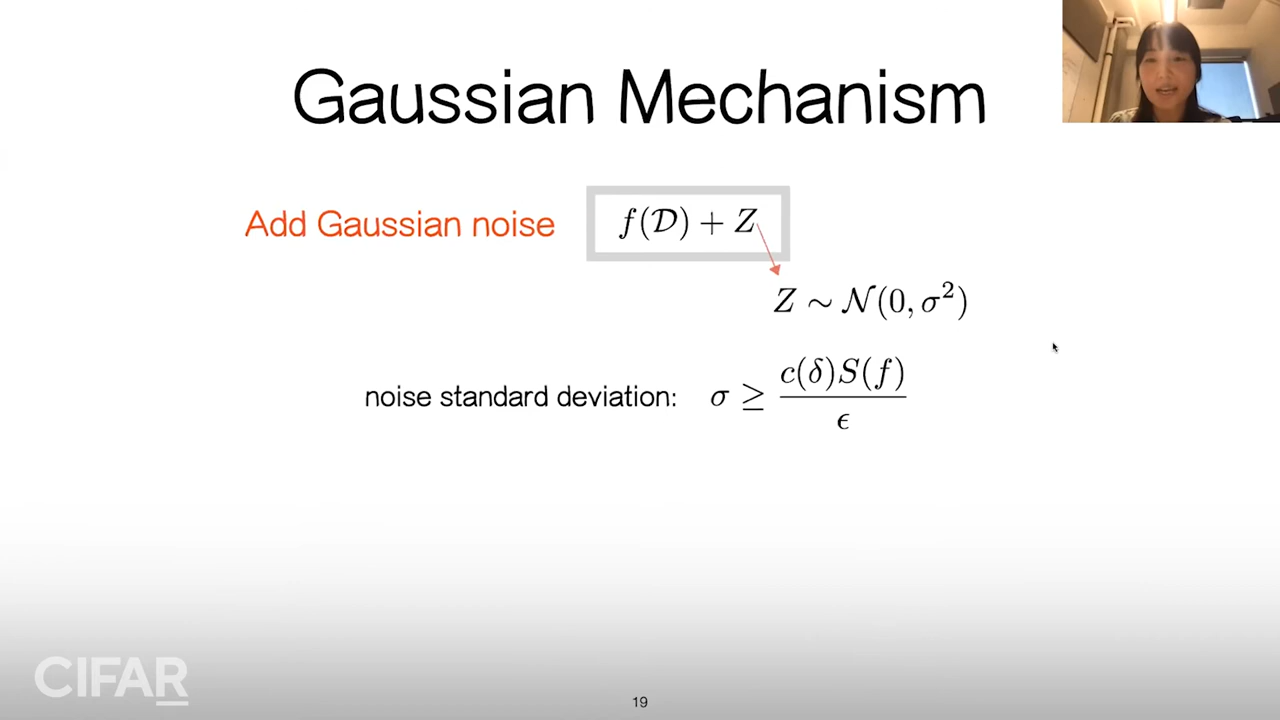 Gaussian Mechanism
Add Gaussian noise f(𝒟) + Z
Z ∼ 𝒩(0, σ²)
noise standard deviation: σ ≥ c(δ)S(f) / ϵ
CIFAR
19